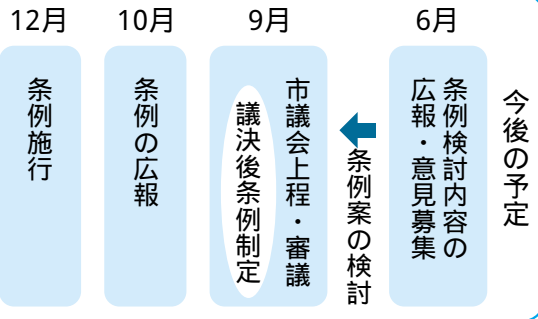 今後の予定
6月
条例検討内容の
広報・意見募集
条例案の検討
9月
市議会上程・審議
議決後条例制定
10月
条例の広報
12月
条例施行